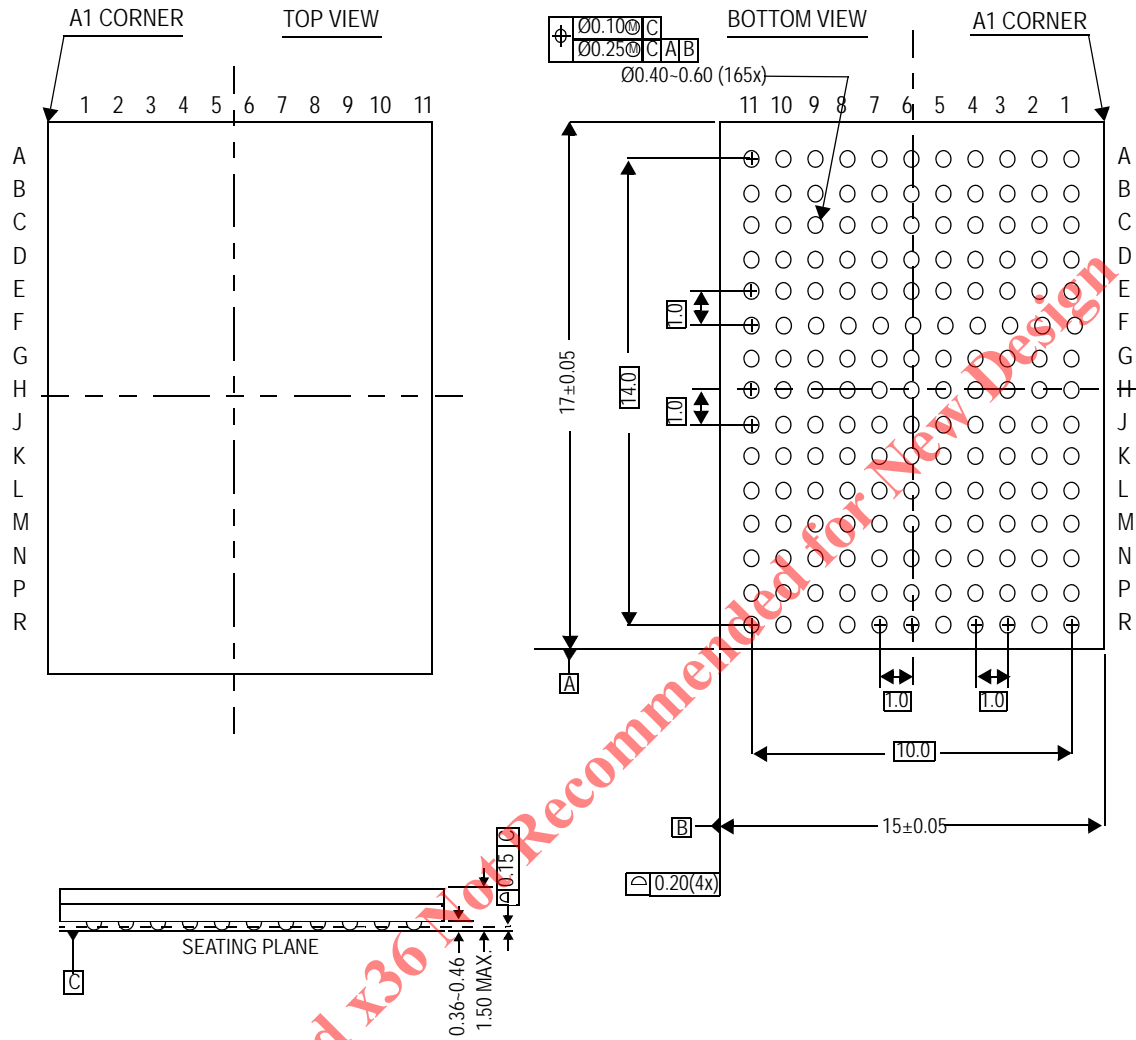 A1 CORNER
TOP VIEW
Ø0.10Ⓜ C
Ø0.25Ⓜ C A B
BOTTOM VIEW
A1 CORNER
Ø0.40~0.60 (165x)
1 2 3 4 5 6 7 8 9 10 11
11 10 9 8 7 6 5 4 3 2 1
A
B
C
D
E
F
G
H
J
K
L
M
N
P
R
1.0
1.0
14.0
17±0.05
A
B
C
D
E
F
G
H
J
K
L
M
N
P
R
A
1.0
1.0
10.0
B
15±0.05
0.20(4x)
0.15 C
SEATING PLANE
C
0.36~0.46
1.50 MAX.
d x36 Not Recommended for New Design